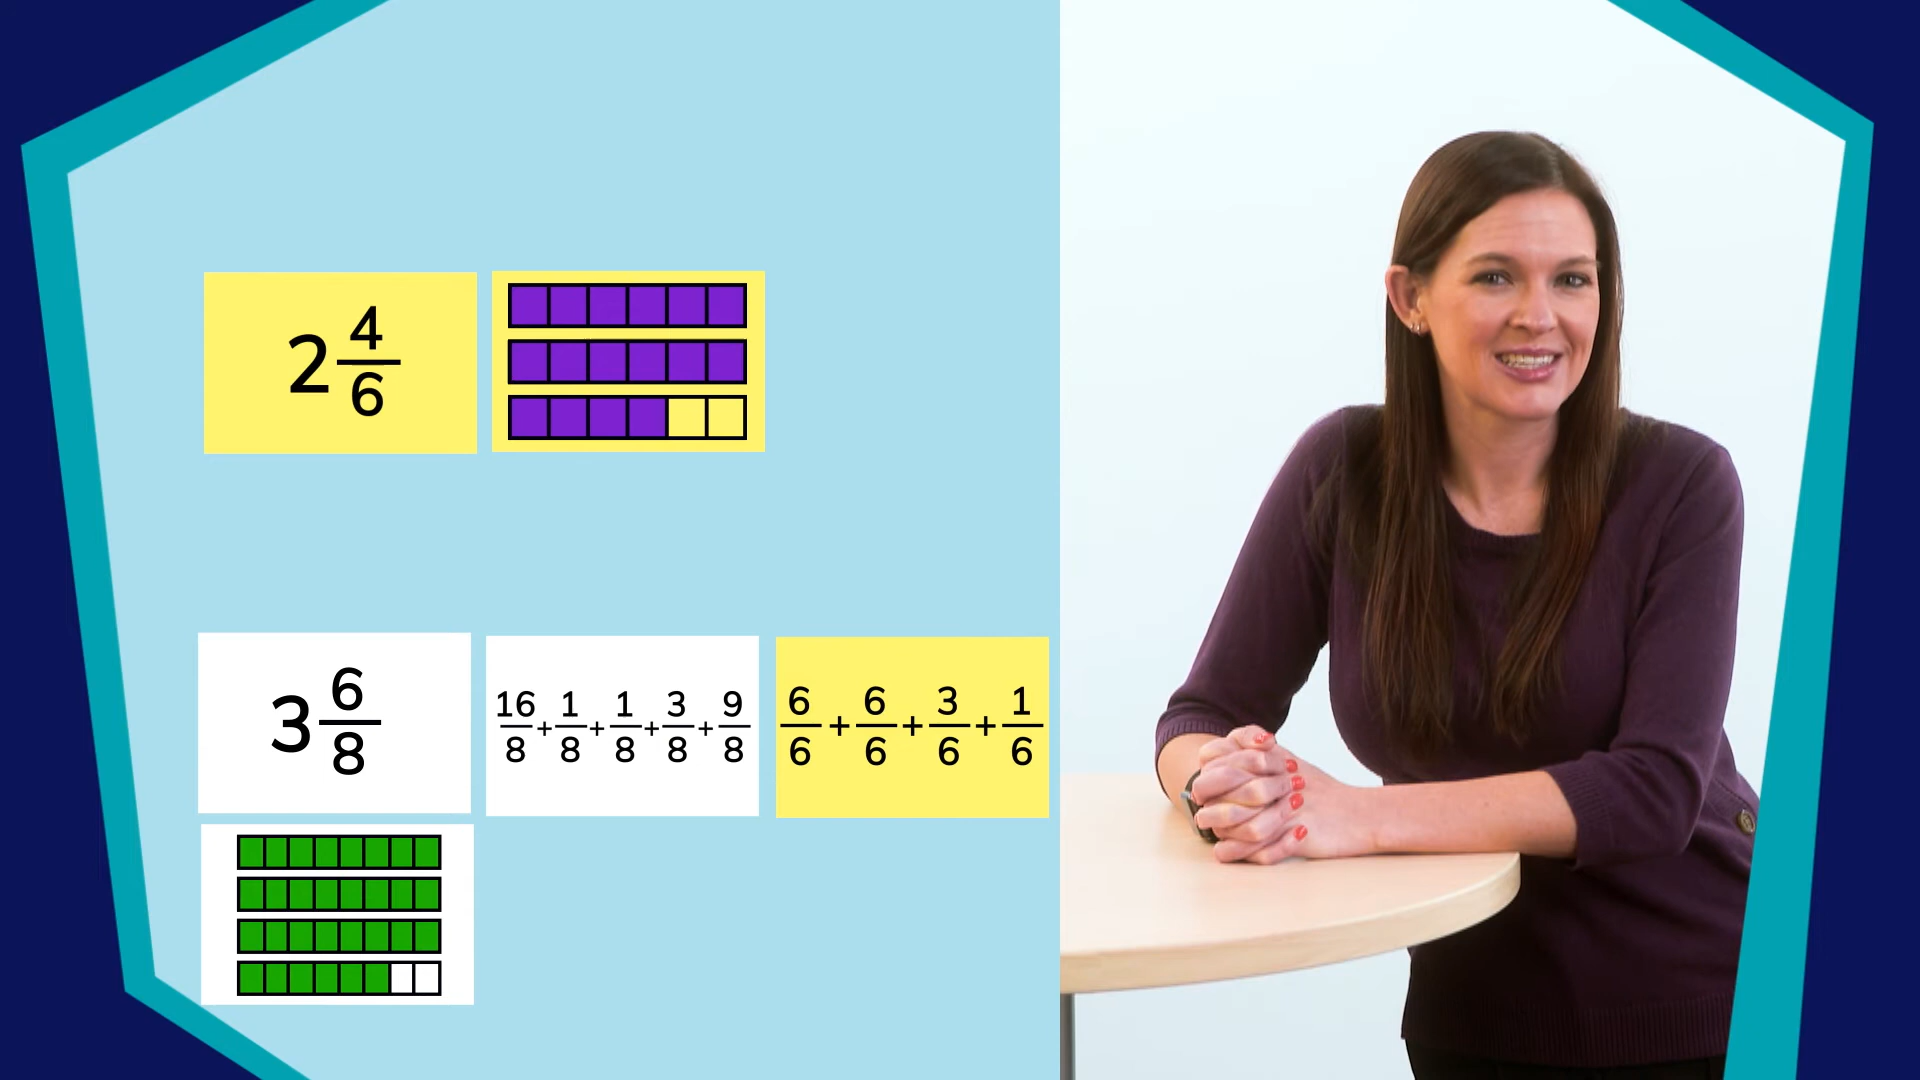 2 4/6
3 6/8
16/8 + 1/8 + 1/8 + 3/8 + 9/8
6/6 + 6/6 + 3/6 + 1/6